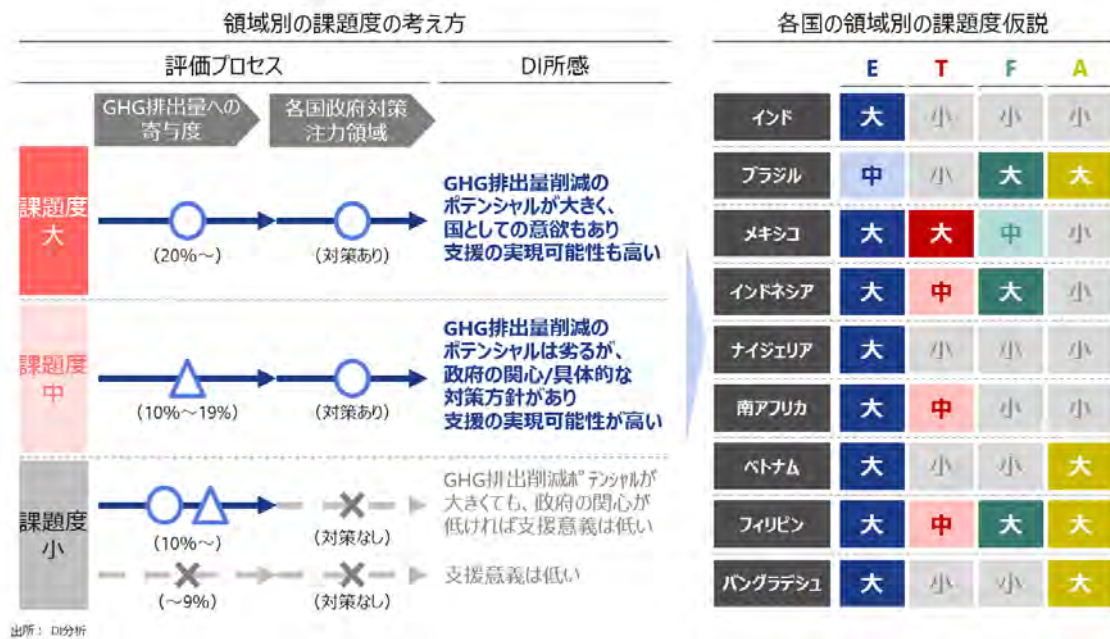 領域別の課題度の考え方
評価プロセス
DI所感
GHG排出量への
寄与度
各国政府対策
注力領域
課題度
大
(20%~)
(対策あり)
GHG排出量削減の
ポテンシャルが大きく、
国としての意欲もあり
支援の実現可能性も高い
課題度
中
(10%~19%)
(対策あり)
GHG排出量削減の
ポテンシャルは劣るが、
政府の関心/具体的な
対策方針があり
支援の実現可能性が高い
課題度
小
(10%~)
(対策なし)
GHG排出削減ポテンシャルが
大きくても、政府の関心が
低ければ支援意義は低い
(~9%)
(対策なし)
支援意義は低い
各国の領域別の課題度仮説
E T F A
インド 大 小 小 小
ブラジル 中 小 大 大
メキシコ 大 大 中 小
インドネシア 大 中 大 小
ナイジェリア 大 小 小 小
南アフリカ 大 中 小 小
ベトナム 大 小 小 大
フィリピン 大 中 大 大
バングラデシュ 大 小 小 大
出所: DI分析